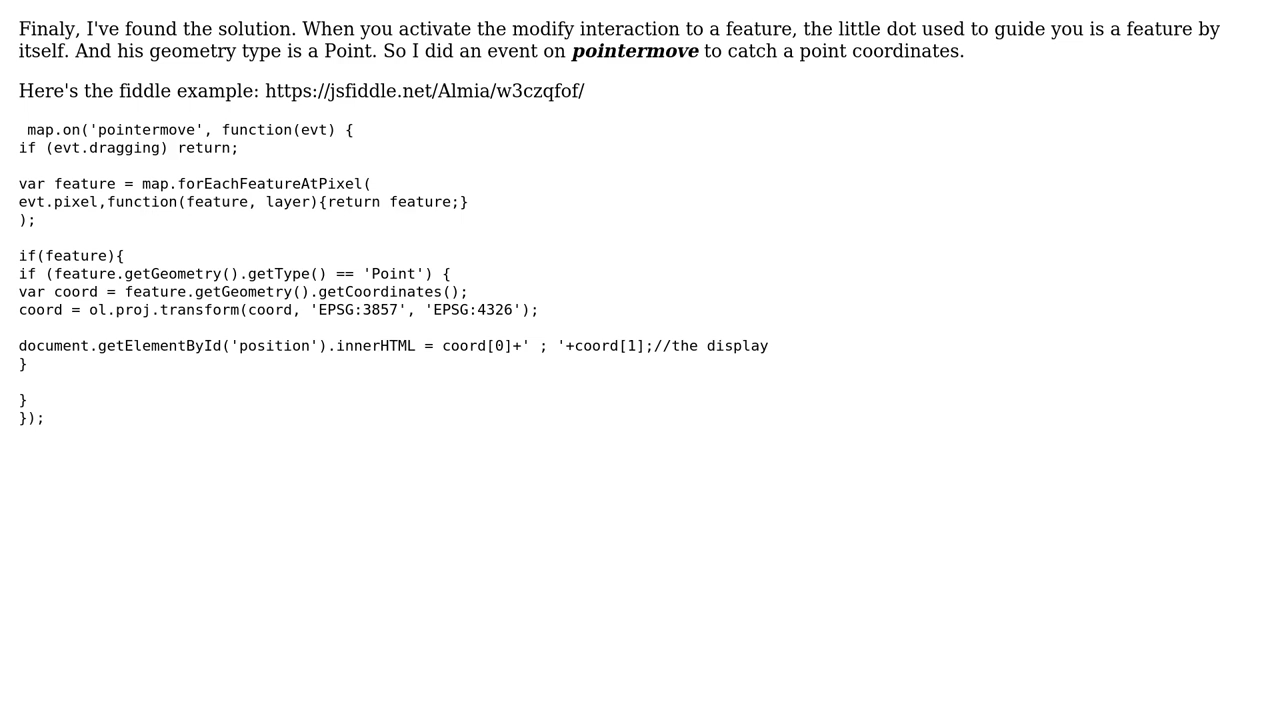 Finaly, I've found the solution. When you activate the modify interaction to a feature, the little dot used to guide you is a feature by
itself. And his geometry type is a Point. So I did an event on pointermove to catch a point coordinates.
Here's the fiddle example: https://jsfiddle.net/Almia/w3czqfof/
map.on('pointermove', function(evt) {
if (evt.dragging) return;
var feature = map.forEachFeatureAtPixel(
evt.pixel,function(feature, layer){return feature;}
);
if(feature){
if (feature.getGeometry().getType() == 'Point') {
var coord = feature.getGeometry().getCoordinates();
coord = ol.proj.transform(coord, 'EPSG:3857', 'EPSG:4326');
document.getElementById('position').innerHTML = coord[0]+' ; '+coord[1];//the display
}
}
});